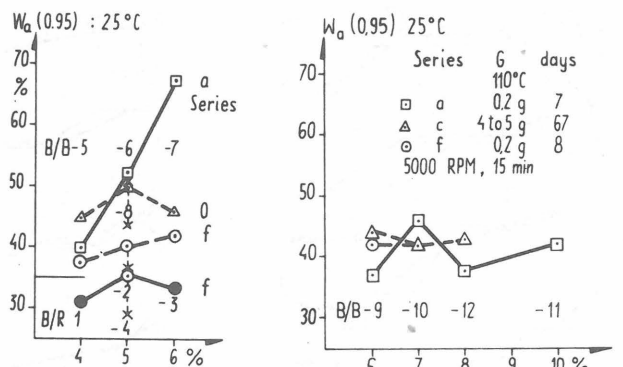 Wa (0.95) : 25°C
70
%
60
50
40
30
a
Series
B/B-5 -6 -7
-8
0
f
f
-2
-3
B/R 1
-4
4 5 6 %
Wa (0,95) 25°C
70
%
60
50
40
30
Series G days
110°C
a 0,2 g 7
c 4 to 5 g 67
f 0,2 g 8
5000 RPM, 15 min
B/B-9 -10 -12 -11
6 7 8 9 10 %